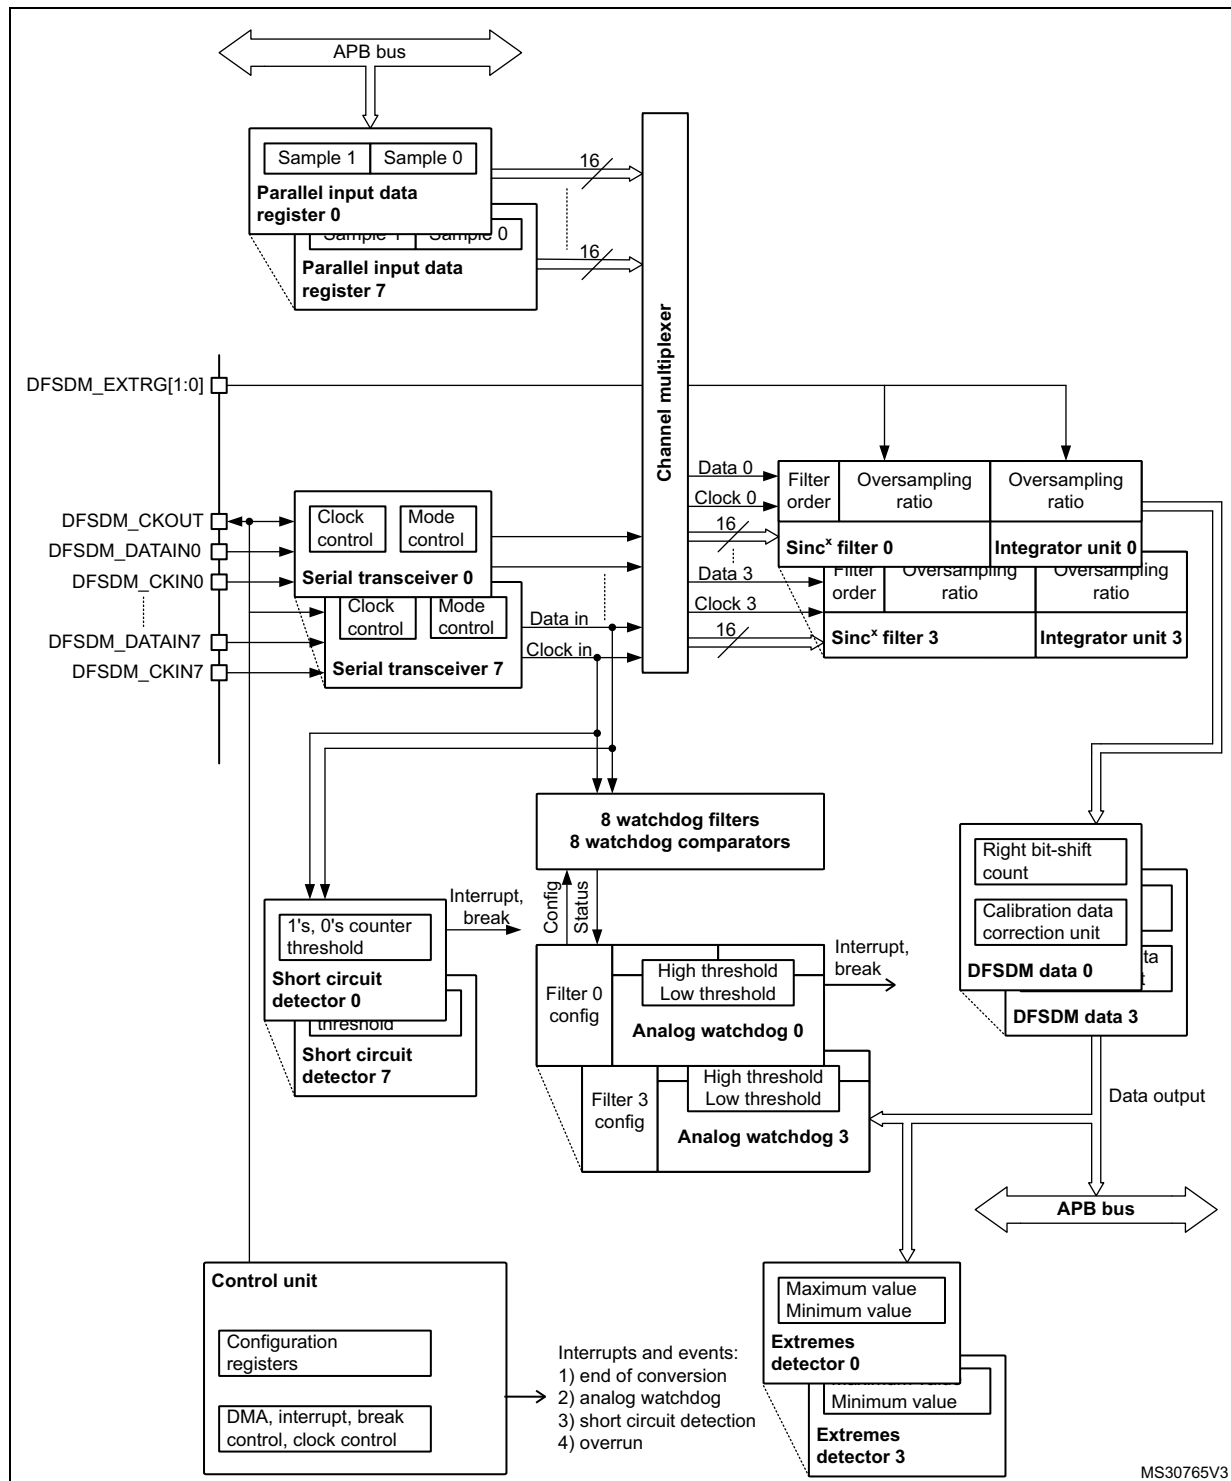 APB bus
Sample 1
Sample 0
Parallel input data
register 0
Sample 1
Sample 0
Parallel input data
register 7
16
16
Channel multiplexer
DFSDM_EXTRG[1:0]
DFSDM_CKOUT
DFSDM_DATAIN0
DFSDM_CKIN0
DFSDM_DATAIN7
DFSDM_CKIN7
Clock
control
Mode
control
Serial transceiver 0
Clock
control
Mode
control
Serial transceiver 7
Data in
Clock in
Data 0
Clock 0
16
Data 3
Clock 3
16
Filter
order
Oversampling
ratio
Oversampling
ratio
Sincx filter 0
Integrator unit 0
Filter
order
Oversampling
ratio
Oversampling
ratio
Sincx filter 3
Integrator unit 3
8 watchdog filters
8 watchdog comparators
Config
Status
1's, 0's counter
threshold
Short circuit
detector 0
threshold
Short circuit
detector 7
Interrupt,
break
Filter 0
config
High threshold
Low threshold
Analog watchdog 0
Interrupt,
break
Filter 3
config
High threshold
Low threshold
Analog watchdog 3
Right bit-shift
count
Calibration data
correction unit
DFSDM data 0
DFSDM data 3
Data output
APB bus
Control unit
Configuration
registers
DMA, interrupt, break
control, clock control
Interrupts and events:
1) end of conversion
2) analog watchdog
3) short circuit detection
4) overrun
Maximum value
Minimum value
Extremes
detector 0
Maximum value
Minimum value
Extremes
detector 3
MS30765V3